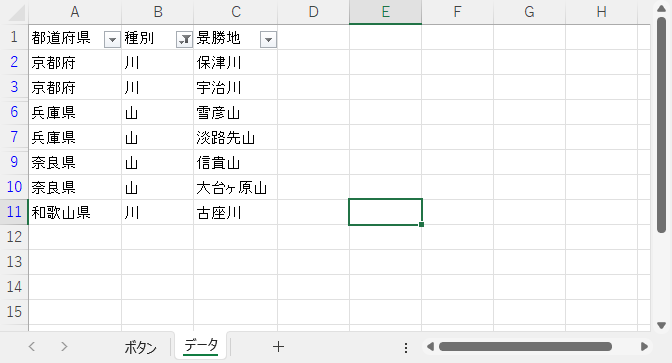 A B C D E F G H
1 都道府県 種別 景勝地
2 京都府 川 保津川
3 京都府 川 宇治川
6 兵庫県 山 雪彦山
7 兵庫県 山 淡路先山
9 奈良県 山 信貴山
10 奈良県 山 大台ヶ原山
11 和歌山県 川 古座川
12
13
14
15
ボタン データ